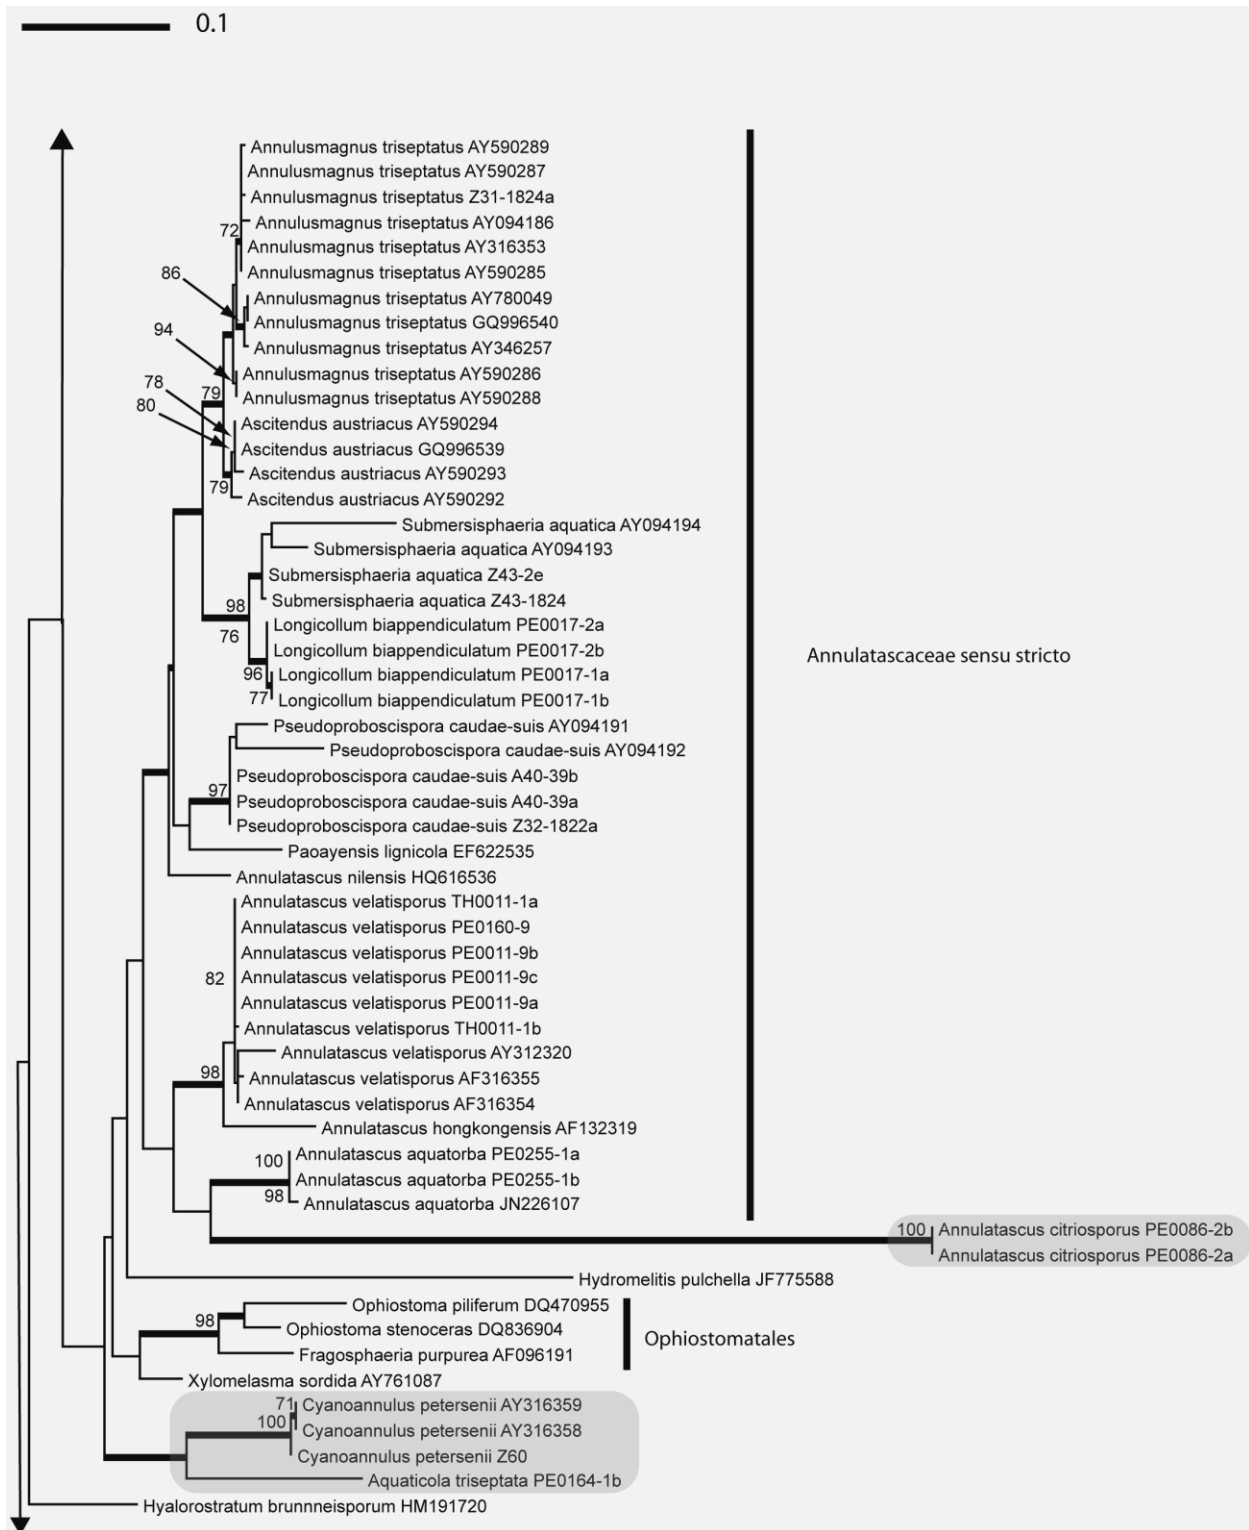 0.1
Annulusmagnus triseptatus AY590289
Annulusmagnus triseptatus AY590287
Annulusmagnus triseptatus Z31-1824a
Annulusmagnus triseptatus AY094186
72
Annulusmagnus triseptatus AY316353
Annulusmagnus triseptatus AY590285
86
Annulusmagnus triseptatus AY780049
Annulusmagnus triseptatus GQ996540
94
Annulusmagnus triseptatus AY346257
Annulusmagnus triseptatus AY590286
78
79
Annulusmagnus triseptatus AY590288
80
Ascitendus austriacus AY590294
Ascitendus austriacus GQ996539
Ascitendus austriacus AY590293
79
Ascitendus austriacus AY590292
Submersisphaeria aquatica AY094194
Submersisphaeria aquatica AY094193
Submersisphaeria aquatica Z43-2e
98
Submersisphaeria aquatica Z43-1824
76
Longicollum biappendiculatum PE0017-2a
Longicollum biappendiculatum PE0017-2b
Annulatascaceae sensu stricto
96
Longicollum biappendiculatum PE0017-1a
77
Longicollum biappendiculatum PE0017-1b
Pseudoproboscispora caudae-suis AY094191
Pseudoproboscispora caudae-suis AY094192
Pseudoproboscispora caudae-suis A40-39b
97
Pseudoproboscispora caudae-suis A40-39a
Pseudoproboscispora caudae-suis Z32-1822a
Paoayensis lignicola EF622535
Annulatascus nilensis HQ616536
Annulatascus velatisporus TH0011-1a
Annulatascus velatisporus PE0160-9
Annulatascus velatisporus PE0011-9b
82
Annulatascus velatisporus PE0011-9c
Annulatascus velatisporus PE0011-9a
Annulatascus velatisporus TH0011-1b
Annulatascus velatisporus AY312320
98
Annulatascus velatisporus AF316355
Annulatascus velatisporus AF316354
Annulatascus hongkongensis AF132319
100
Annulatascus aquatorba PE0255-1a
Annulatascus aquatorba PE0255-1b
98
Annulatascus aquatorba JN226107
100
Annulatascus citriosporus PE0086-2b
Annulatascus citriosporus PE0086-2a
Hydromelitis pulchella JF775588
Ophiostoma piliferum DQ470955
98
Ophiostoma stenoceras DQ836904
Ophiostomatales
Fragosphaeria purpurea AF096191
Xylomelasma sordida AY761087
71
Cyanoannulus petersenii AY316359
100
Cyanoannulus petersenii AY316358
Cyanoannulus petersenii Z60
Aquaticola triseptata PE0164-1b
Hyalorostratum brunnneisporum HM191720